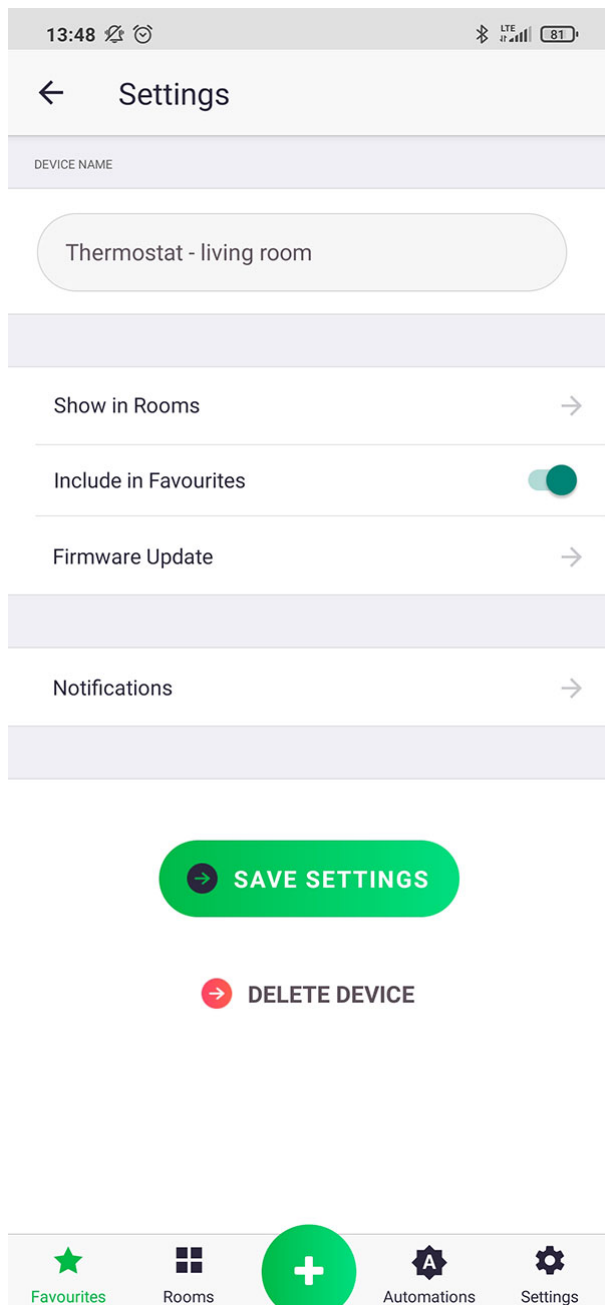 13:48 LTE 81
Settings
DEVICE NAME
Thermostat - living room
Show in Rooms
Include in Favourites
Firmware Update
Notifications
SAVE SETTINGS
DELETE DEVICE
A
Favourites Rooms Automations Settings